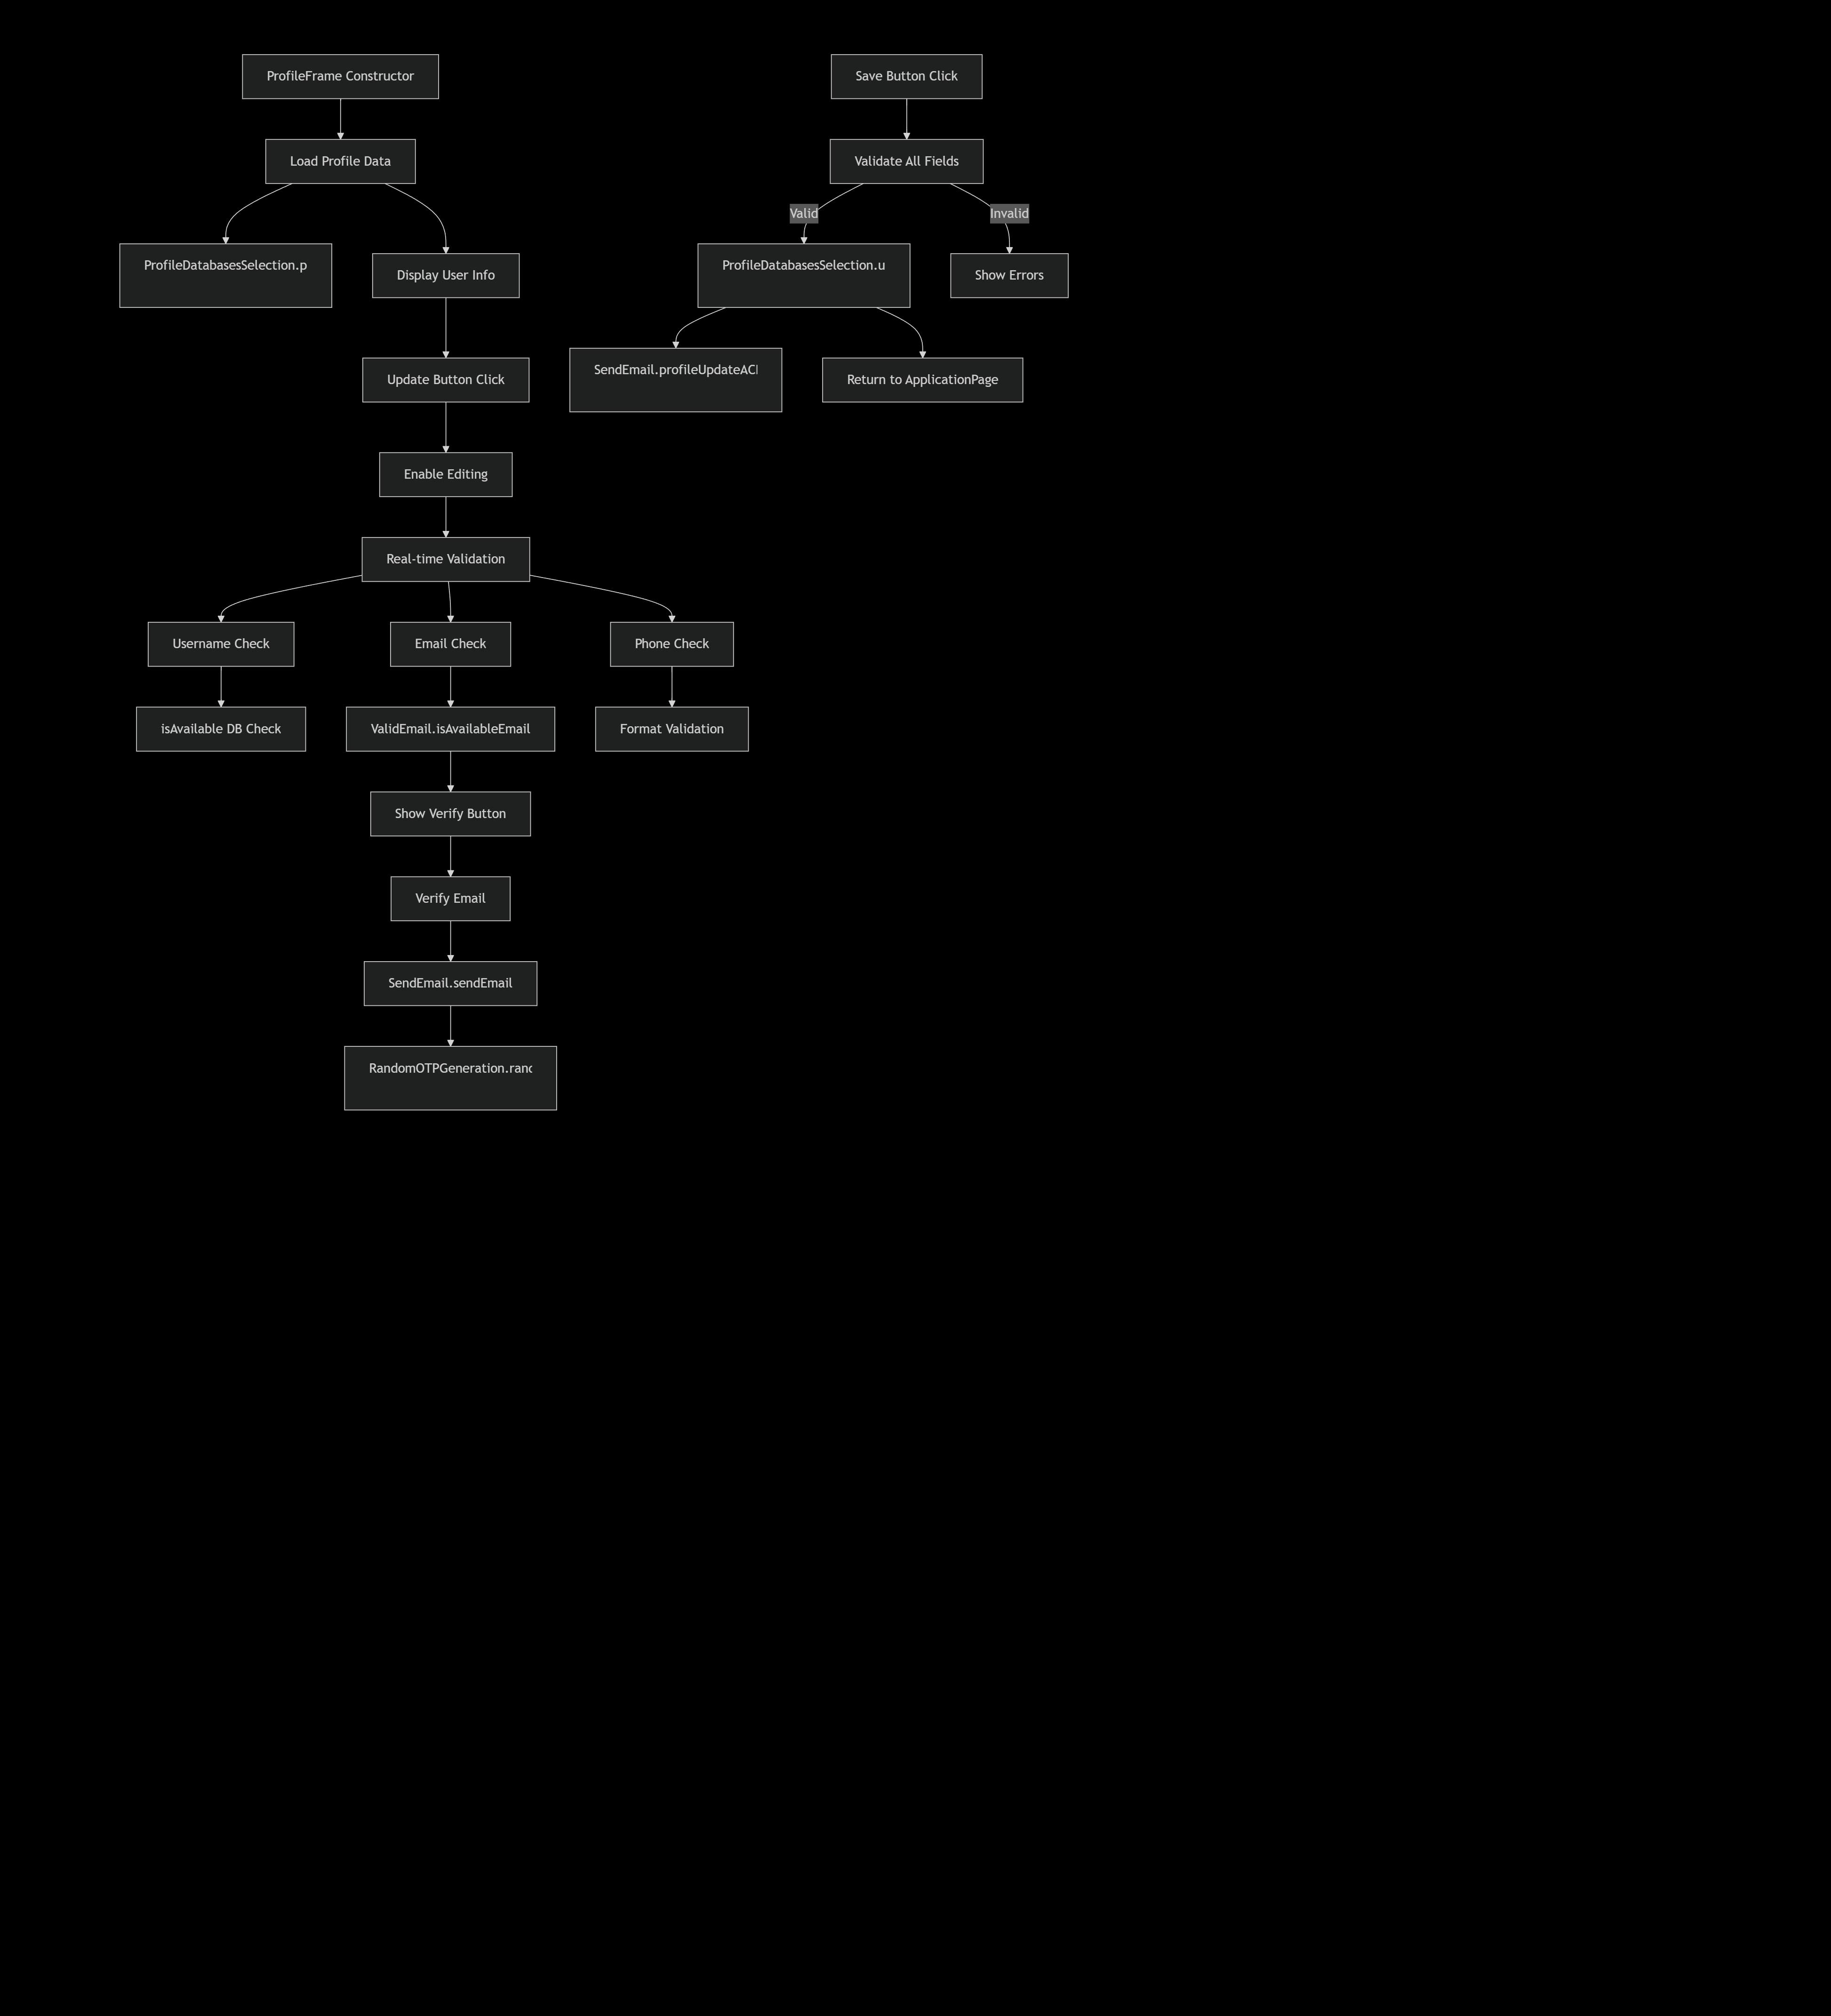 ProfileFrame Constructor
Load Profile Data
ProfileDatabasesSelection.p
Display User Info
Update Button Click
Enable Editing
Real-time Validation
Username Check
Email Check
Phone Check
isAvailable DB Check
ValidEmail.isAvailableEmail
Format Validation
Show Verify Button
Verify Email
SendEmail.sendEmail
RandomOTPGeneration.ranc
Save Button Click
Validate All Fields
Valid
Invalid
ProfileDatabasesSelection.u
Show Errors
SendEmail.profileUpdateAC
Return to ApplicationPage